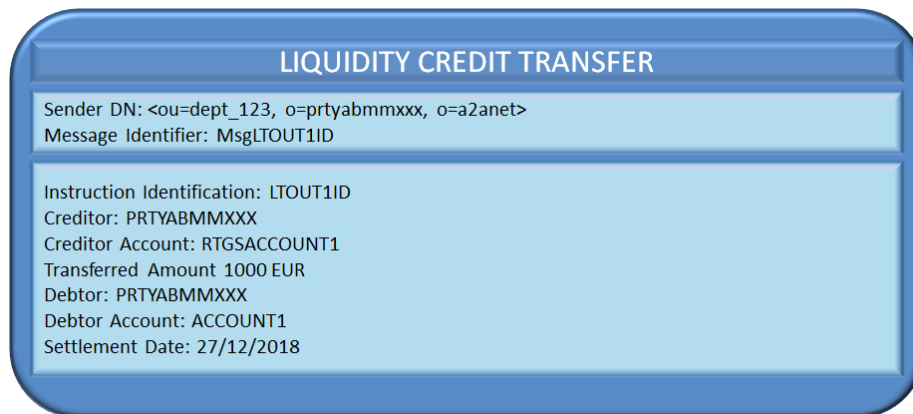 LIQUIDITY CREDIT TRANSFER
Sender DN: <ou=dept_123, o=prtyabmmxxx, o=a2anet>
Message Identifier: MsgLTOUT1ID
Instruction Identification: LTOUT1ID
Creditor: PRTYABMMXXX
Creditor Account: RTGSACCOUNT1
Transferred Amount 1000 EUR
Debtor: PRTYABMMXXX
Debtor Account: ACCOUNT1
Settlement Date: 27/12/2018